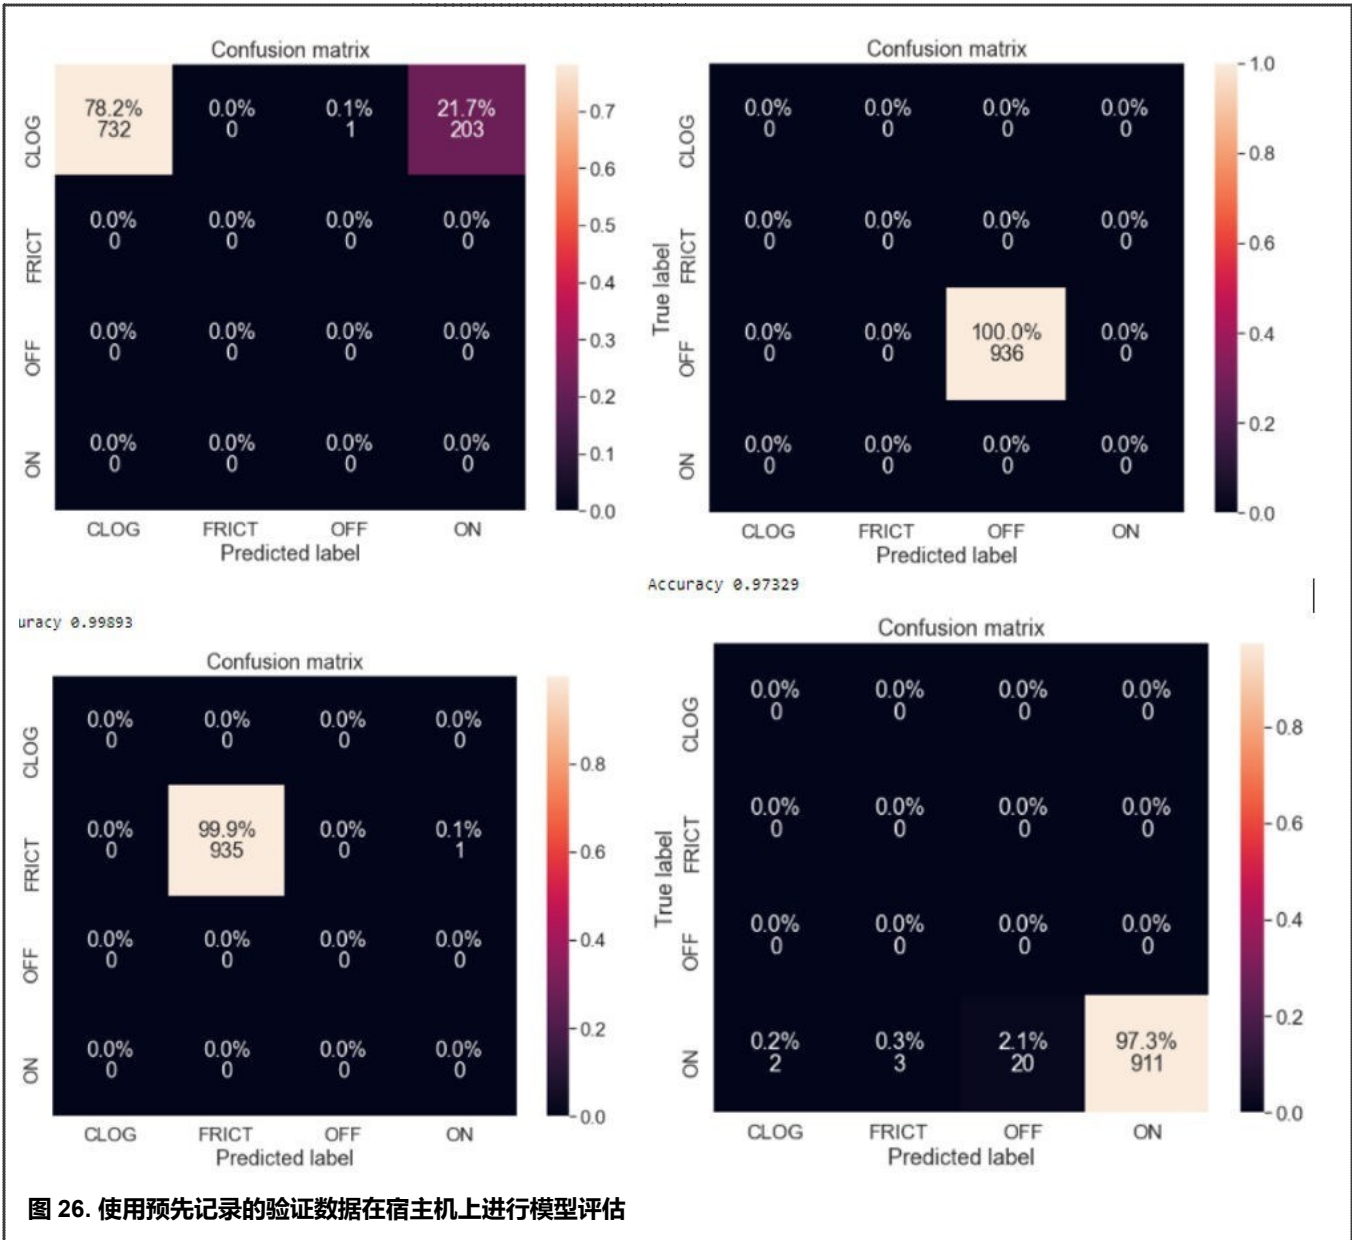 Confusion matrix
78.2% 0.0% 0.1% 21.7%
732 0 1 203
0.0% 0.0% 0.0% 0.0%
0 0 0 0
0.0% 0.0% 0.0% 0.0%
0 0 0 0
0.0% 0.0% 0.0% 0.0%
0 0 0 0
CLOG
FRICT
OFF
ON
CLOG FRICT OFF ON
Predicted label
0.7
0.6
0.5
0.4
0.3
0.2
0.1
0.0
Confusion matrix
0.0% 0.0% 0.0% 0.0%
0 0 0 0
0.0% 0.0% 0.0% 0.0%
0 0 0 0
0.0% 0.0% 100.0% 0.0%
0 0 936 0
0.0% 0.0% 0.0% 0.0%
0 0 0 0
True label
CLOG
FRICT
OFF
ON
CLOG FRICT OFF ON
Predicted label
1.0
0.8
0.6
0.4
0.2
0.0
uracy 0.99893
Confusion matrix
0.0% 0.0% 0.0% 0.0%
0 0 0 0
0.0% 99.9% 0.0% 0.1%
0 935 0 1
0.0% 0.0% 0.0% 0.0%
0 0 0 0
0.0% 0.0% 0.0% 0.0%
0 0 0 0
CLOG
FRICT
OFF
ON
CLOG FRICT OFF ON
Predicted label
0.8
0.6
0.4
0.2
0.0
Accuracy 0.97329
Confusion matrix
0.0% 0.0% 0.0% 0.0%
0 0 0 0
0.0% 0.0% 0.0% 0.0%
0 0 0 0
0.0% 0.0% 0.0% 0.0%
0 0 0 0
0.2% 0.3% 2.1% 97.3%
2 3 20 911
True label
CLOG
FRICT
OFF
ON
CLOG FRICT OFF ON
Predicted label
0.8
0.6
0.4
0.2
0.0
图 26. 使用预先记录的验证数据在宿主机上进行模型评估